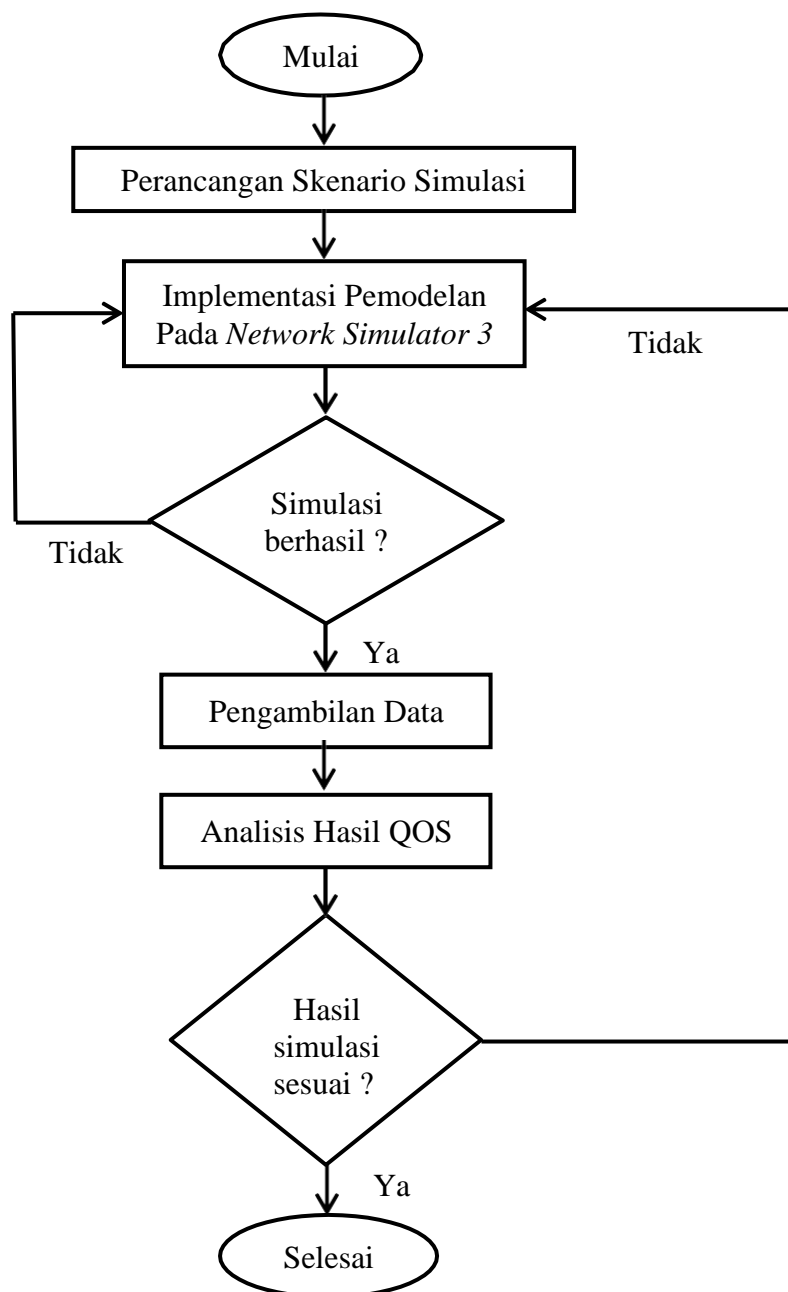 Mulai
Perancangan Skenario Simulasi
Implementasi Pemodelan
Pada Network Simulator 3
Tidak
Simulasi
berhasil ?
Tidak
Ya
Pengambilan Data
Analisis Hasil QOS
Hasil
simulasi
sesuai ?
Ya
Selesai